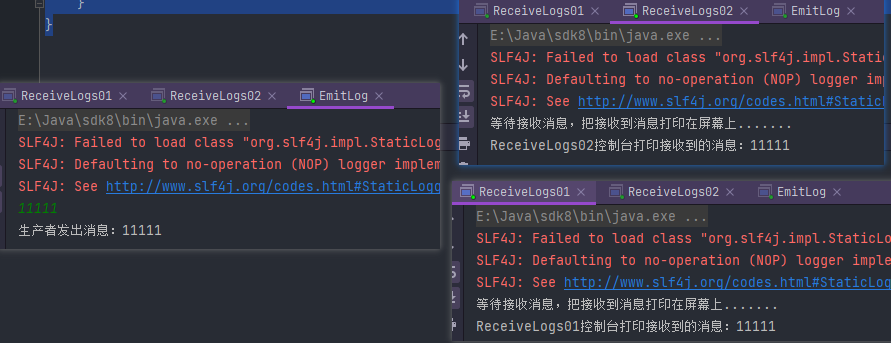 }
}
ReceiveLogs01 × ReceiveLogs02 × EmitLog ×
E:\Java\sdk8\bin\java.exe ...
SLF4J: Failed to load class "org.slf4j.impl.StaticLog
SLF4J: Defaulting to no-operation (NOP) logger implem
SLF4J: See http://www.slf4j.org/codes.html#StaticLogg
11111
生产者发出消息：11111
ReceiveLogs01 × ReceiveLogs02 × EmitLog ×
E:\Java\sdk8\bin\java.exe ...
SLF4J: Failed to load class "org.slf4j.impl.Stati
SLF4J: Defaulting to no-operation (NOP) logger im
SLF4J: See http://www.slf4j.org/codes.html#Static
等待接收消息，把接收到消息打印在屏幕上.......
ReceiveLogs02控制台打印接收到的消息：11111
ReceiveLogs01 × ReceiveLogs02 × EmitLog ×
E:\Java\sdk8\bin\java.exe ...
SLF4J: Failed to load class "org.slf4j.impl.StaticLo
SLF4J: Defaulting to no-operation (NOP) logger imple
SLF4J: See http://www.slf4j.org/codes.html#StaticLog
等待接收消息，把接收到消息打印在屏幕上.......
ReceiveLogs01控制台打印接收到的消息：11111